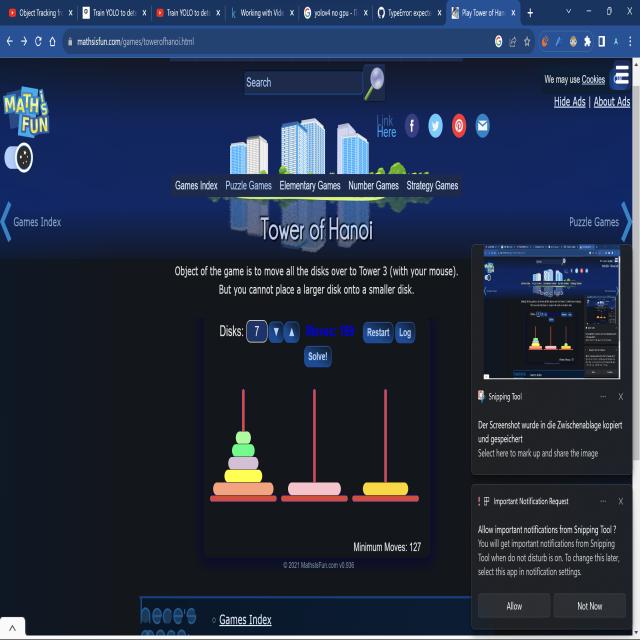 Object Tracking fr
Train YOLO to dete
Train YOLO to dete
Working with Vide
yolov4 no gpu - П
TypeError: expecte
Play Tower of Han
mathsisfun.com/games/towerofhanoi.html
Search
We may use Cookies
Hide Ads | About Ads
MATH'S FUN
Link Here
Games Index Puzzle Games Elementary Games Number Games Strategy Games
Games Index
Puzzle Games
Tower of Hanoi
Object of the game is to move all the disks over to Tower 3 (with your mouse).
But you cannot place a larger disk onto a smaller disk.
Disks: 7
Restart Log
Solve!
Minimum Moves: 127
© 2021 MathsIsFun.com v0.936
Snipping Tool
Der Screenshot wurde in die Zwischenablage kopiert
und gespeichert
Select here to mark up and share the image
Important Notification Request
Allow important notifications from Snipping Tool ?
You will get important notifications from Snipping
Tool when do not disturb is on. To change this later,
select this app in notification settings.
Allow Not Now
Games Index